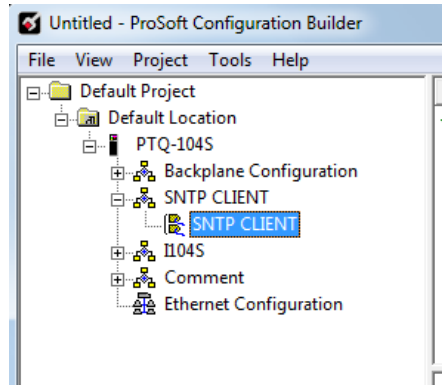 Untitled - ProSoft Configuration Builder
File View Project Tools Help
Default Project
Default Location
PTQ-104S
Backplane Configuration
SNTP CLIENT
SNTP CLIENT
I104S
Comment
Ethernet Configuration